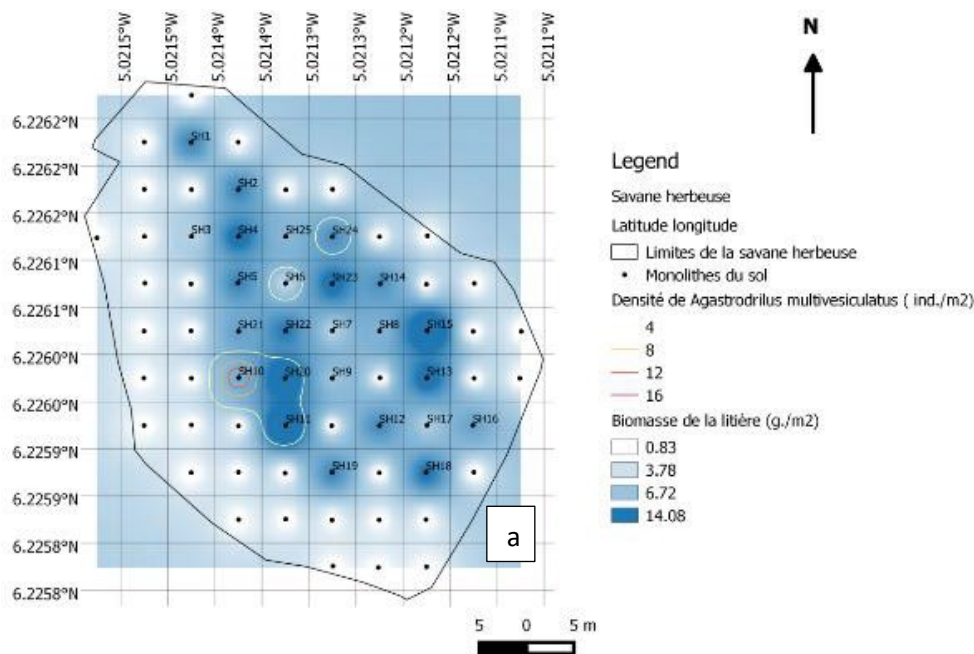 5.0215°W 5.0215°W 5.0214°W 5.0214°W 5.0213°W 5.0213°W 5.0212°W 5.0212°W 5.0211°W 5.0211°W
N
6.2262°N
SH1
6.2262°N
SH2
6.2262°N
SH3 SH4 SH25 SH24
6.2261°N
SH5 SH6 SH23 SH14
6.2261°N
SH21 SH22 SH7 SH8 SH15
6.2260°N
SH10 SH20 SH9 SH13
6.2260°N
SH11 SH12 SH17 SH16
6.2259°N
SH19 SH18
6.2259°N
6.2258°N
6.2258°N
a
Legend
Savane herbeuse
Latitude longitude
Limites de la savane herbeuse
Monolithes du sol
Densité de Agastrodrilus multivesiculatus ( ind./m2)
4
8
12
16
Biomasse de la litière (g./m2)
0.83
3.78
6.72
14.08
5 0 5 m